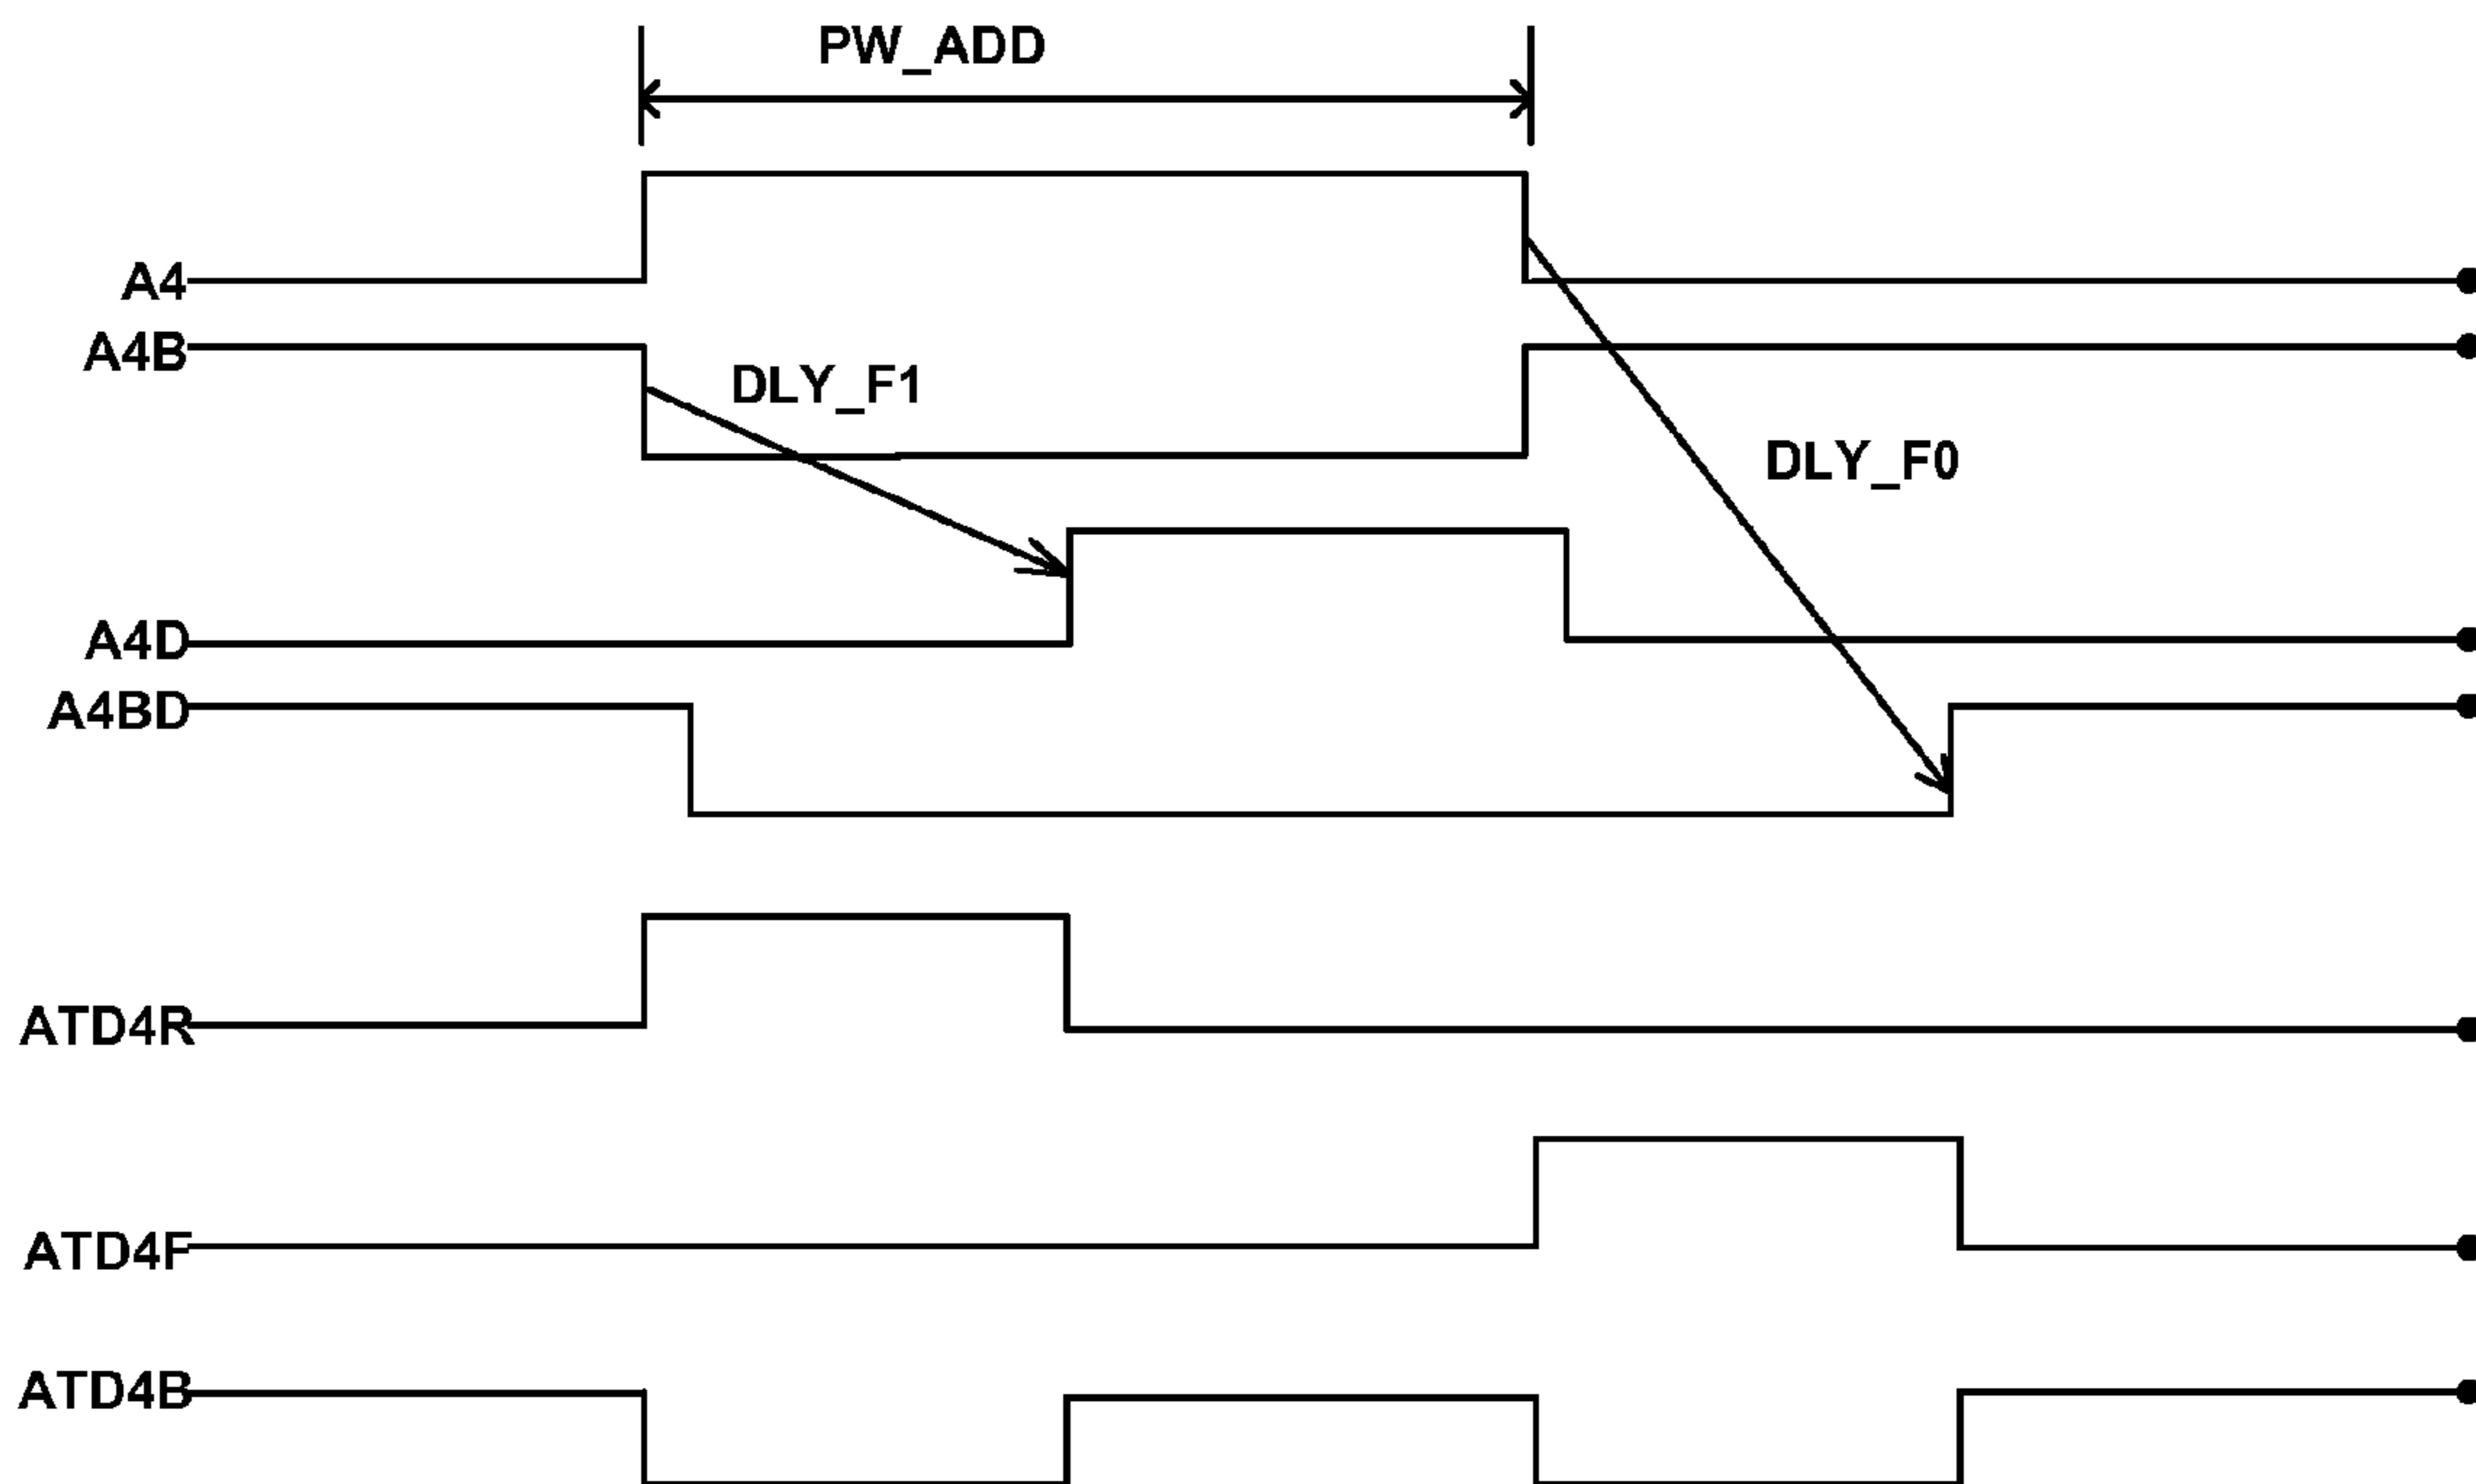 PW_ADD
A4
A4B
DLY_F1
DLY_F0
A4D
A4BD
ATD4R
ATD4F
ATD4B